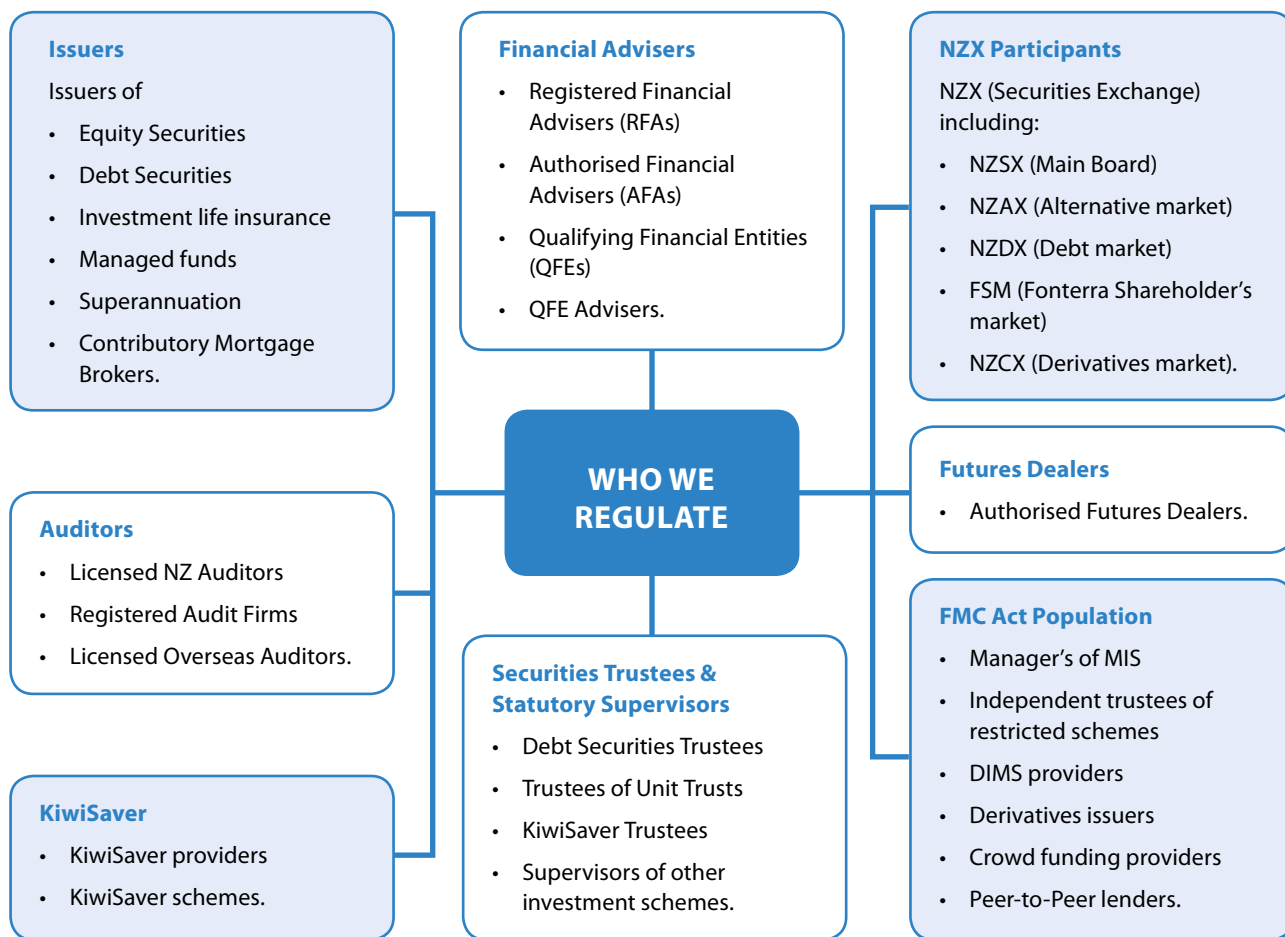 Issuers
Issuers of
• Equity Securities
• Debt Securities
• Investment life insurance
• Managed funds
• Superannuation
• Contributory Mortgage
Brokers.
Financial Advisers
• Registered Financial
Advisers (RFAs)
• Authorised Financial
Advisers (AFAs)
• Qualifying Financial Entities
(QFEs)
• QFE Advisers.
NZX Participants
NZX (Securities Exchange)
including:
• NZSX (Main Board)
• NZAX (Alternative market)
• NZDX (Debt market)
• FSM (Fonterra Shareholder's
market)
• NZCX (Derivatives market).
WHO WE
REGULATE
Auditors
• Licensed NZ Auditors
• Registered Audit Firms
• Licensed Overseas Auditors.
Futures Dealers
• Authorised Futures Dealers.
KiwiSaver
• KiwiSaver providers
• KiwiSaver schemes.
Securities Trustees &
Statutory Supervisors
• Debt Securities Trustees
• Trustees of Unit Trusts
• KiwiSaver Trustees
• Supervisors of other
investment schemes.
FMC Act Population
• Manager's of MIS
• Independent trustees of
restricted schemes
• DIMS providers
• Derivatives issuers
• Crowd funding providers
• Peer-to-Peer lenders.